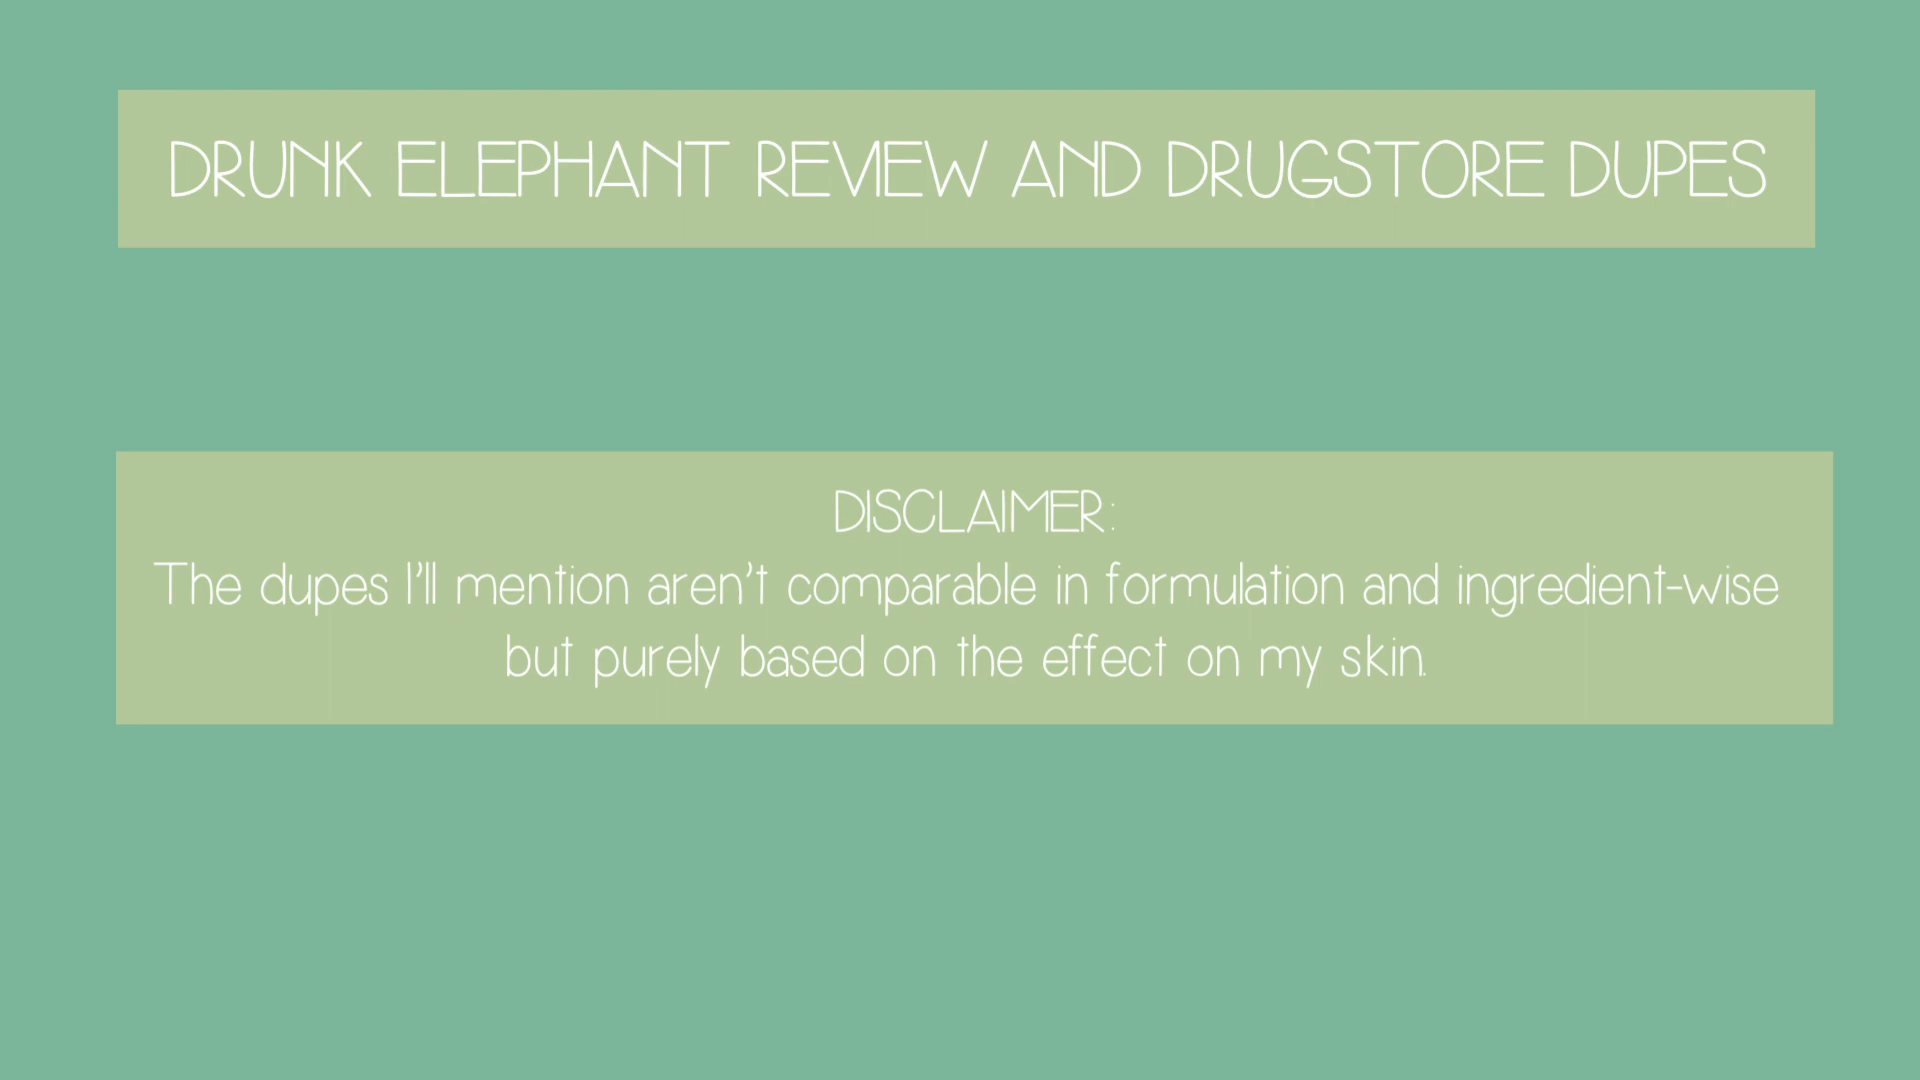 DRUNK ELEPHANT REVIEW AND DRUGSTORE DUPES
DISCLAIMER:
The dupes I'll mention aren't comparable in formulation and ingredient-wise
but purely based on the effect on my skin.